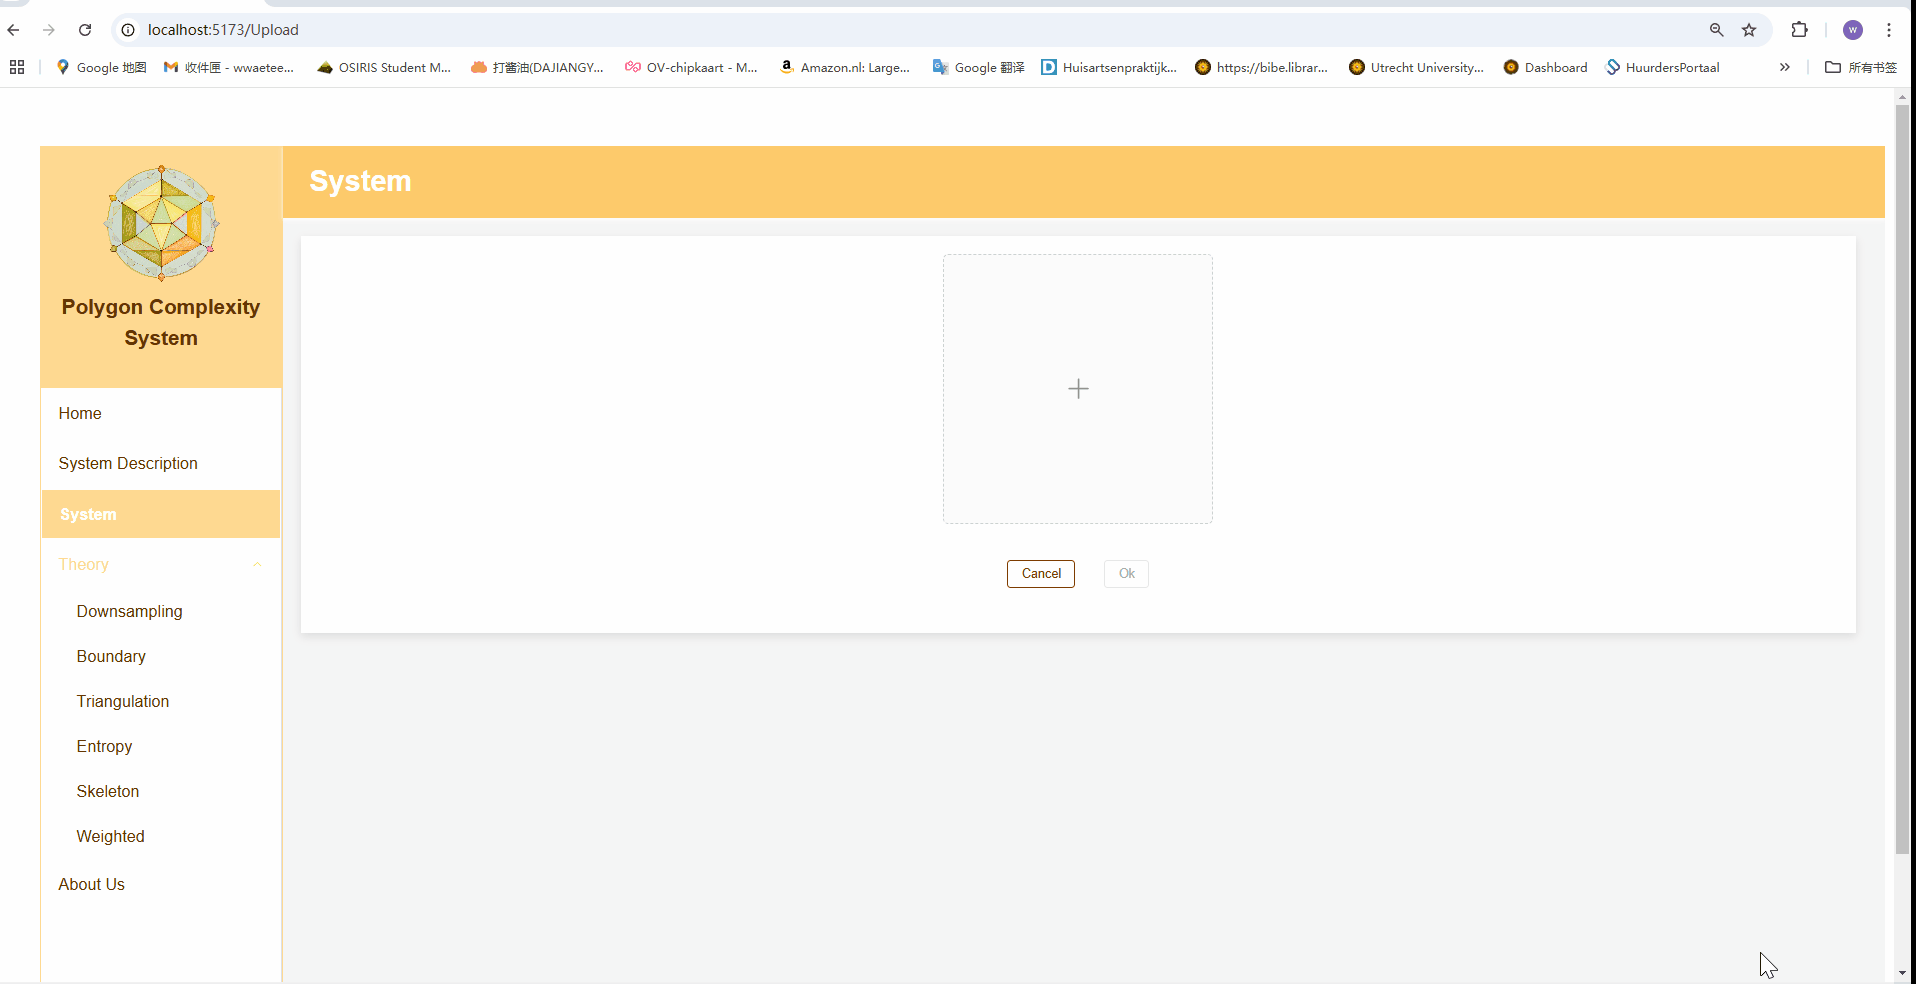 localhost:5173/Upload
W
Google 地图 收件匣 - wwaetee... OSIRIS Student M... 打酱油(DAJIANGY... OV-chipkaart - M... Amazon.nl: Large... Google 翻译 Huisartsenpraktijk... https://bibe.librar... Utrecht University... Dashboard HuurdersPortaal » 所有书签
System
Polygon Complexity
System
Home
System Description
System
Theory
Downsampling
Boundary
Triangulation
Entropy
Skeleton
Weighted
About Us
Cancel Ok